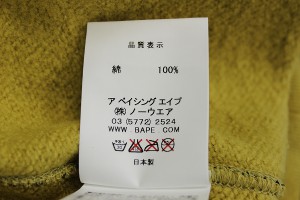 品質表示
綿 100%
ア ベイシング エイプ
(株) ノーウエア
03 (5772) 2524
WWW. BAPE. COM
日本製